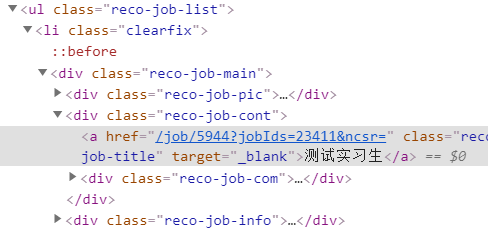 ▼<ul class="reco-job-list">
▼<li class="clearfix">
::before
▼<div class="reco-job-main">
▶<div class="reco-job-pic">…</div>
▼<div class="reco-job-cont">
<a href="/job/5944?jobIds=23411&ncsr=" class="rec
job-title" target="_blank">测试实习生</a> == $0
▶<div class="reco-job-com">…</div>
</div>
▶<div class="reco-job-info">…</div>